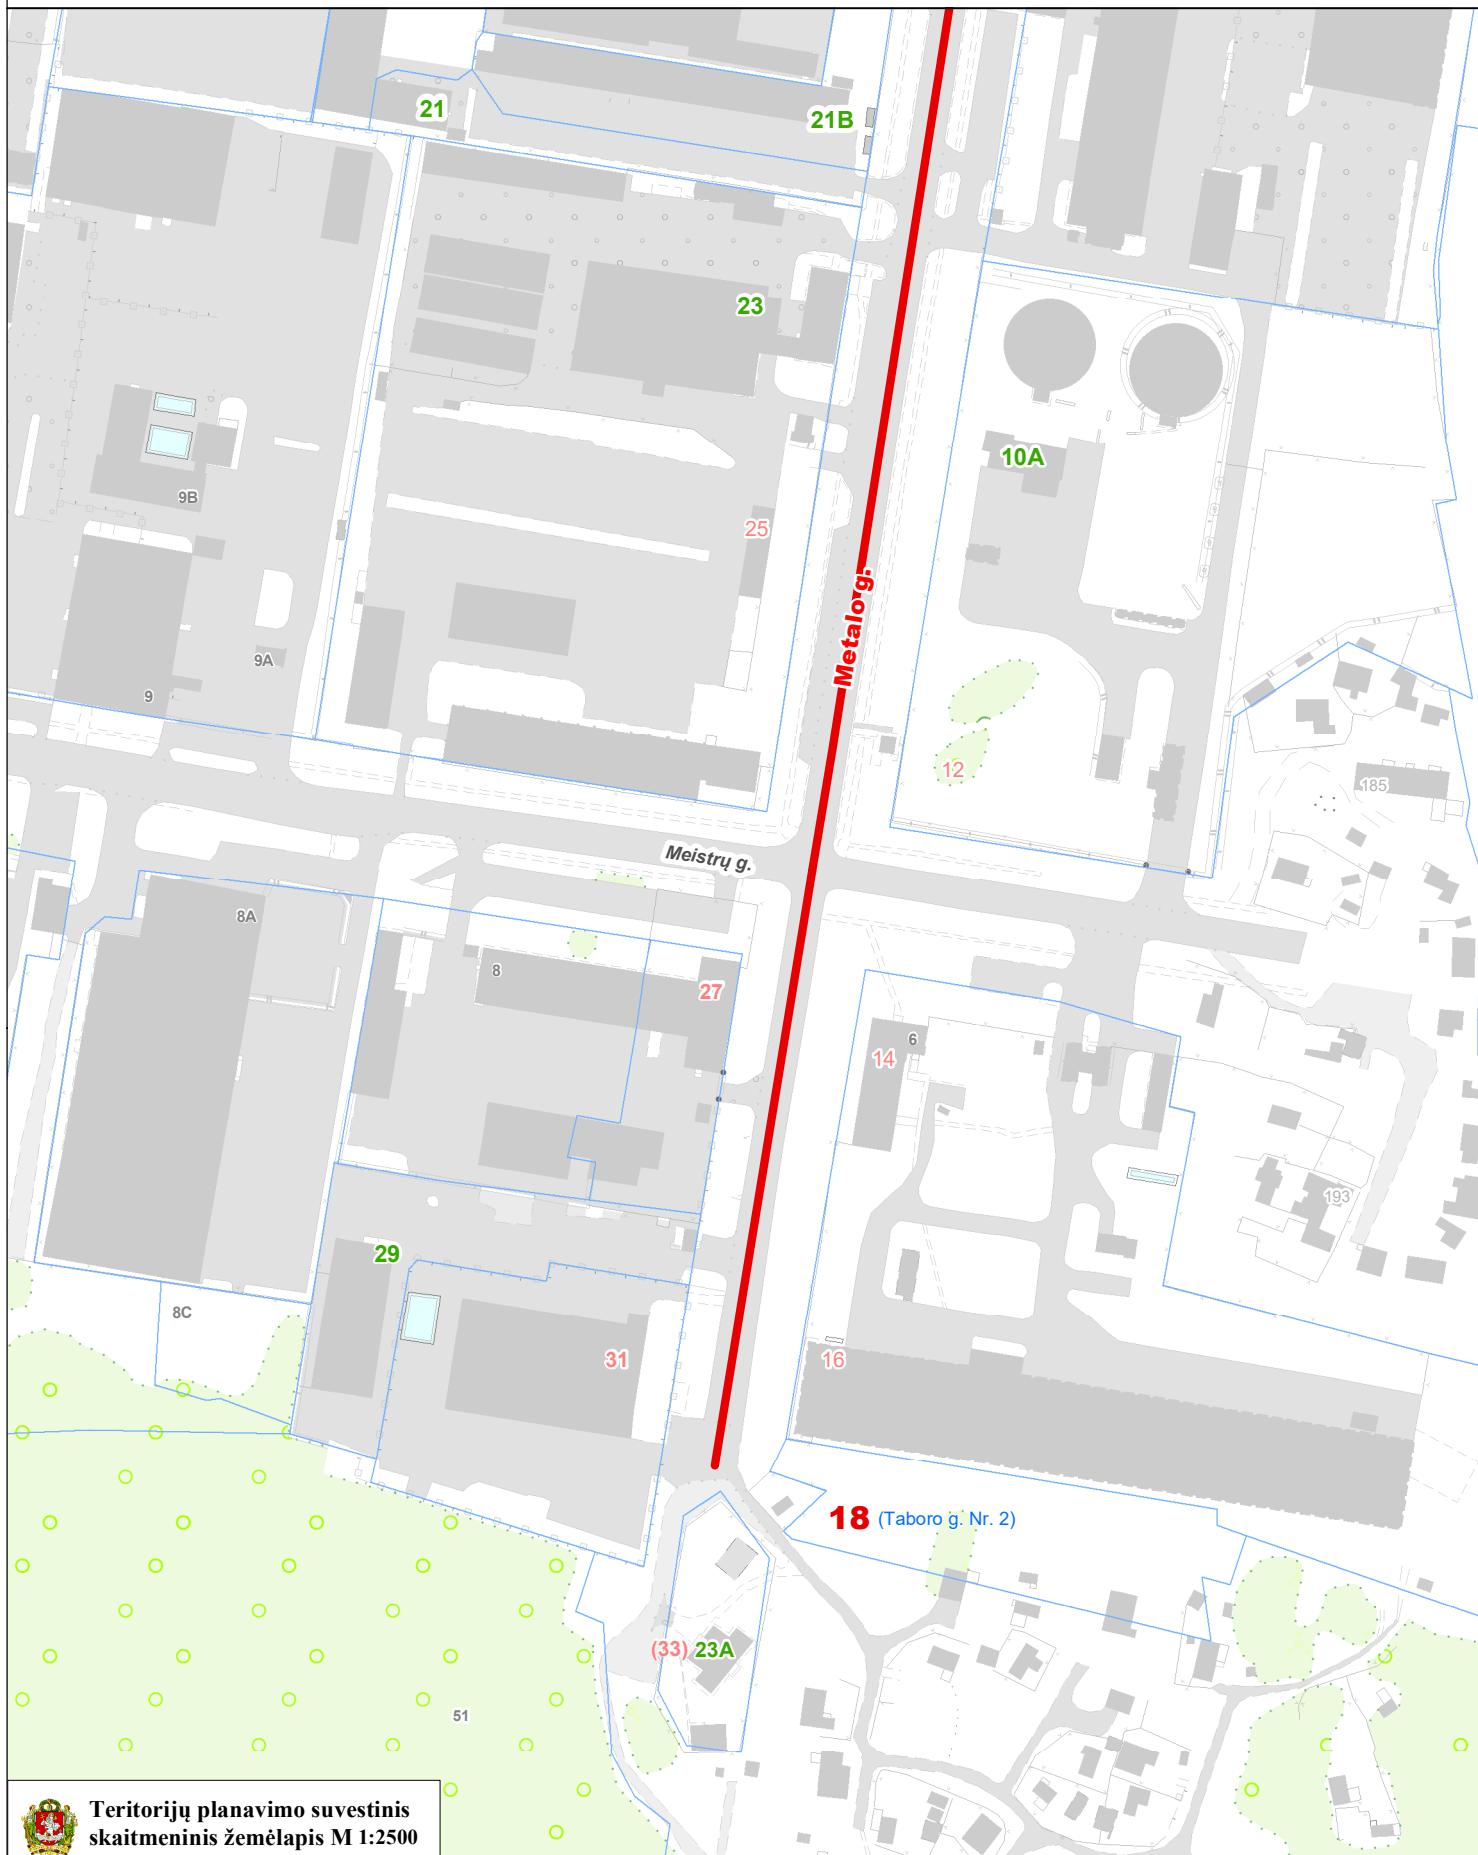 21
21B
23
10A
9B
25
9A
9
Metalo g.
12
185
Meistrų g.
8A
8
27
6
14
193
29
8C
31
16
18 (Taboro g. Nr. 2)
(33) 23A
51
Teritorijų planavimo suvestinis
skaitmeninis žemėlapis M 1:2500